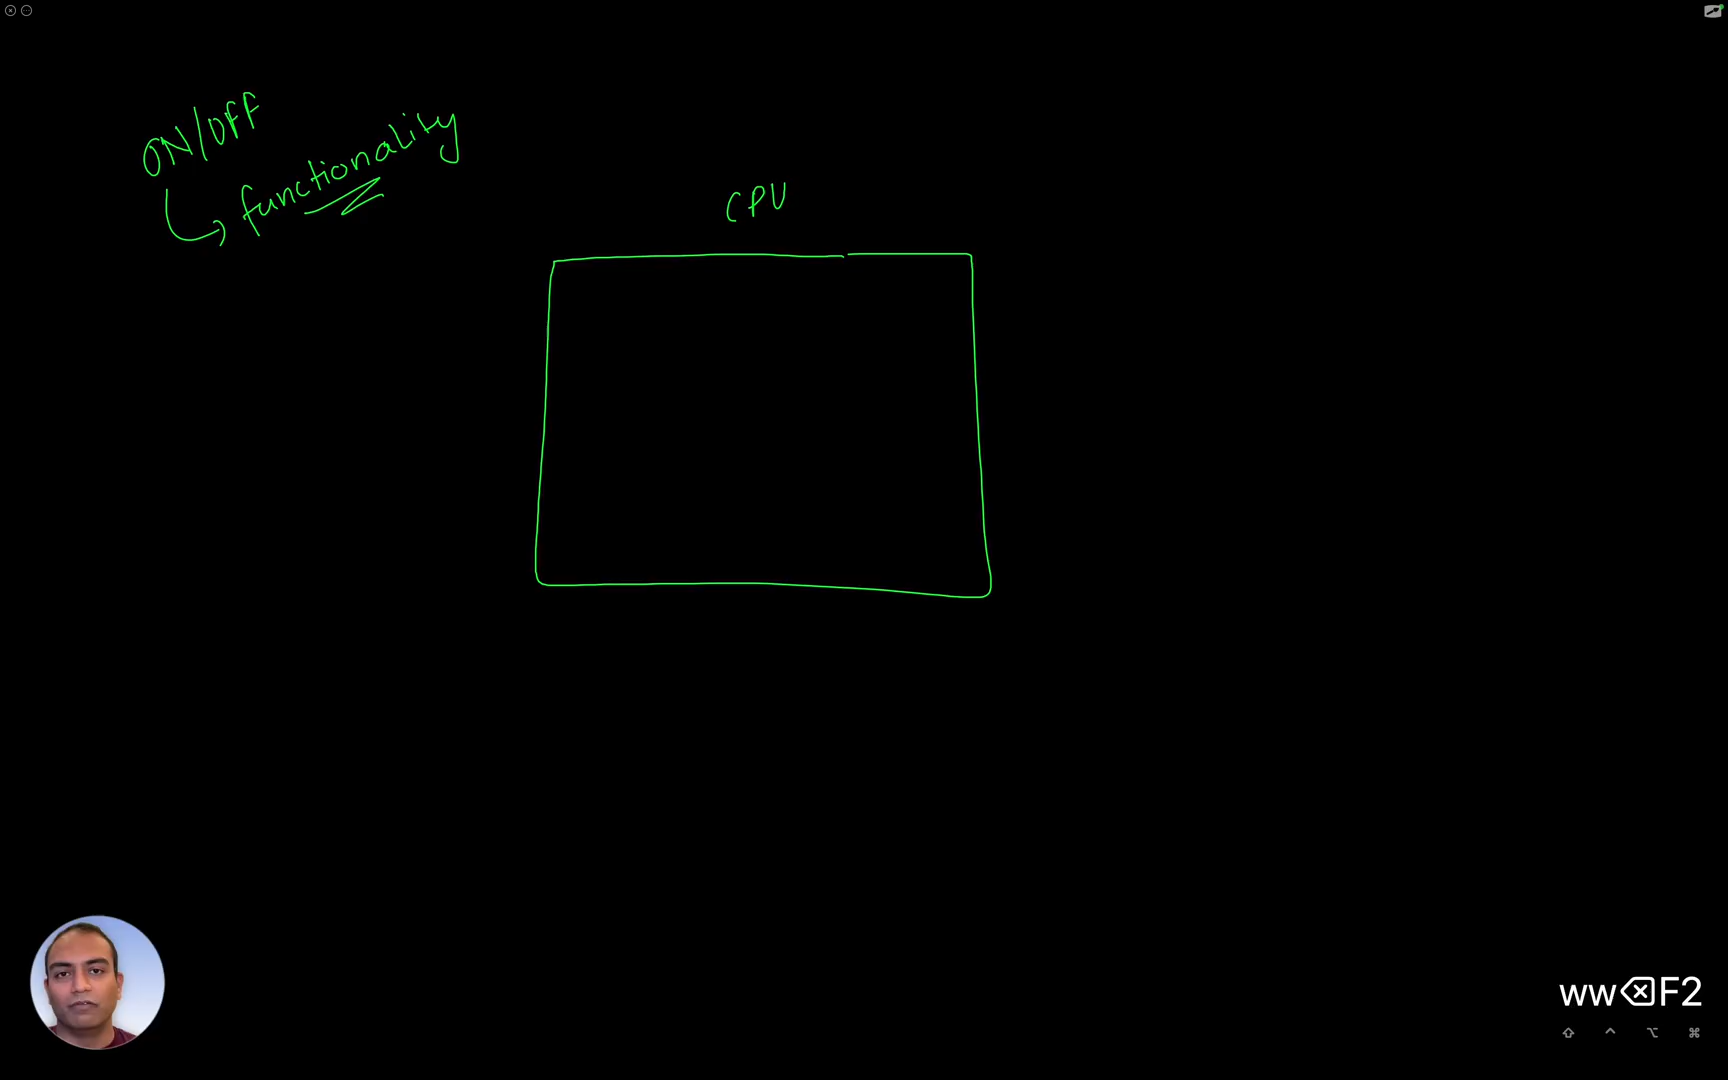 ON/OFF
functionality
CPU
ww⌫F2
⇧ ⌃ ⌥ ⌘